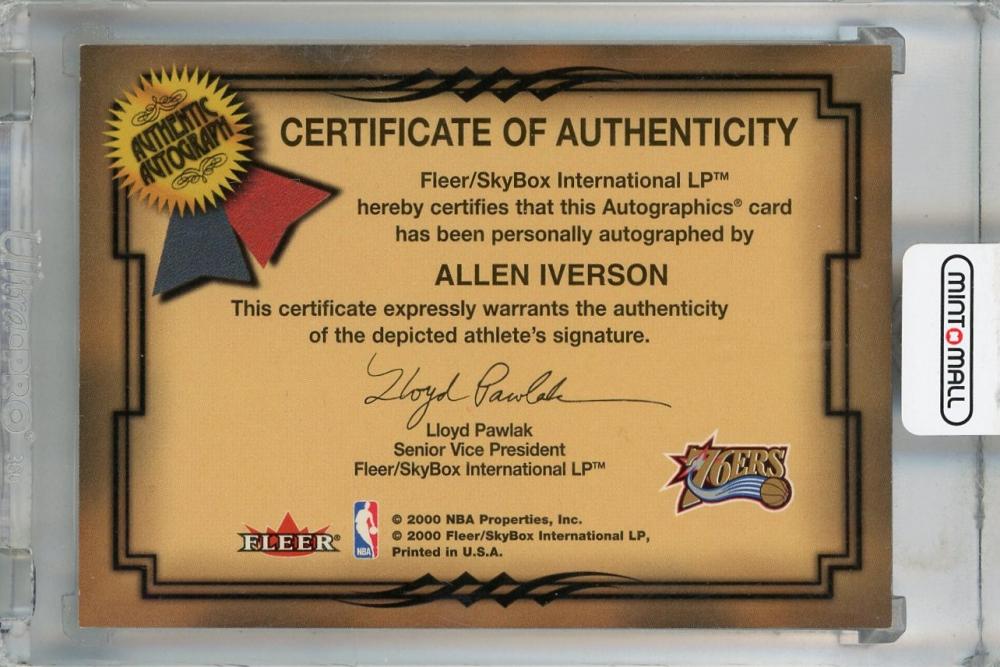 AUTHENTIC
AUTOGRAPH
CERTIFICATE OF AUTHENTICITY
Fleer/SkyBox International LP™
hereby certifies that this Autographics® card
has been personally autographed by
ALLEN IVERSON
This certificate expressly warrants the authenticity
of the depicted athlete's signature.
Lloyd Pawlak
Lloyd Pawlak
Senior Vice President
Fleer/SkyBox International LP™
76ERS
FLEER®
NBA
© 2000 NBA Properties, Inc.
© 2000 Fleer/SkyBox International LP,
Printed in U.S.A.
MINT MALL
UltraPRO